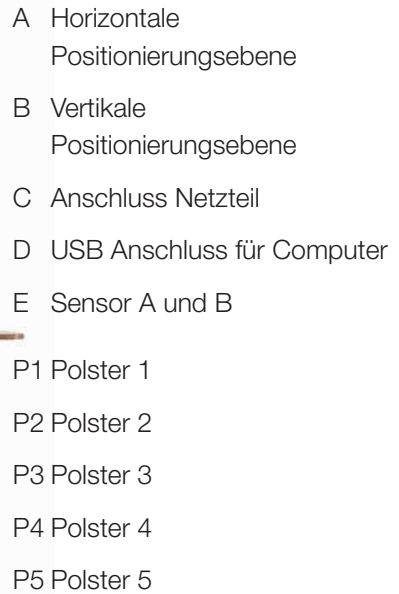 A Horizontale
Positionierungsebene
B Vertikale
Positionierungsebene
C Anschluss Netzteil
D USB Anschluss für Computer
E Sensor A und B
P1 Polster 1
P2 Polster 2
P3 Polster 3
P4 Polster 4
P5 Polster 5